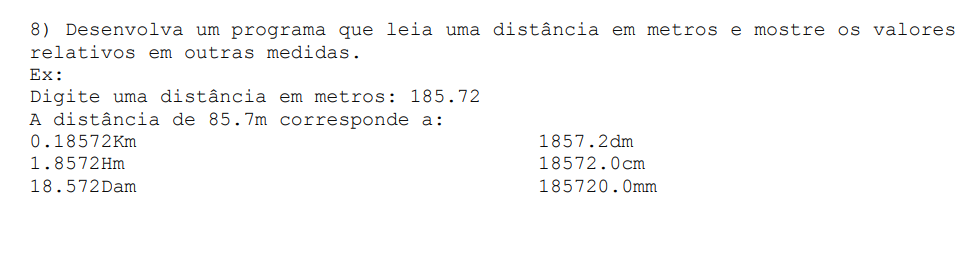 8) Desenvolva um programa que leia uma distância em metros e mostre os valores
relativos em outras medidas.
Ex:
Digite uma distância em metros: 185.72
A distância de 85.7m corresponde a:
0.18572Km 1857.2dm
1.8572Hm 18572.0cm
18.572Dam 185720.0mm